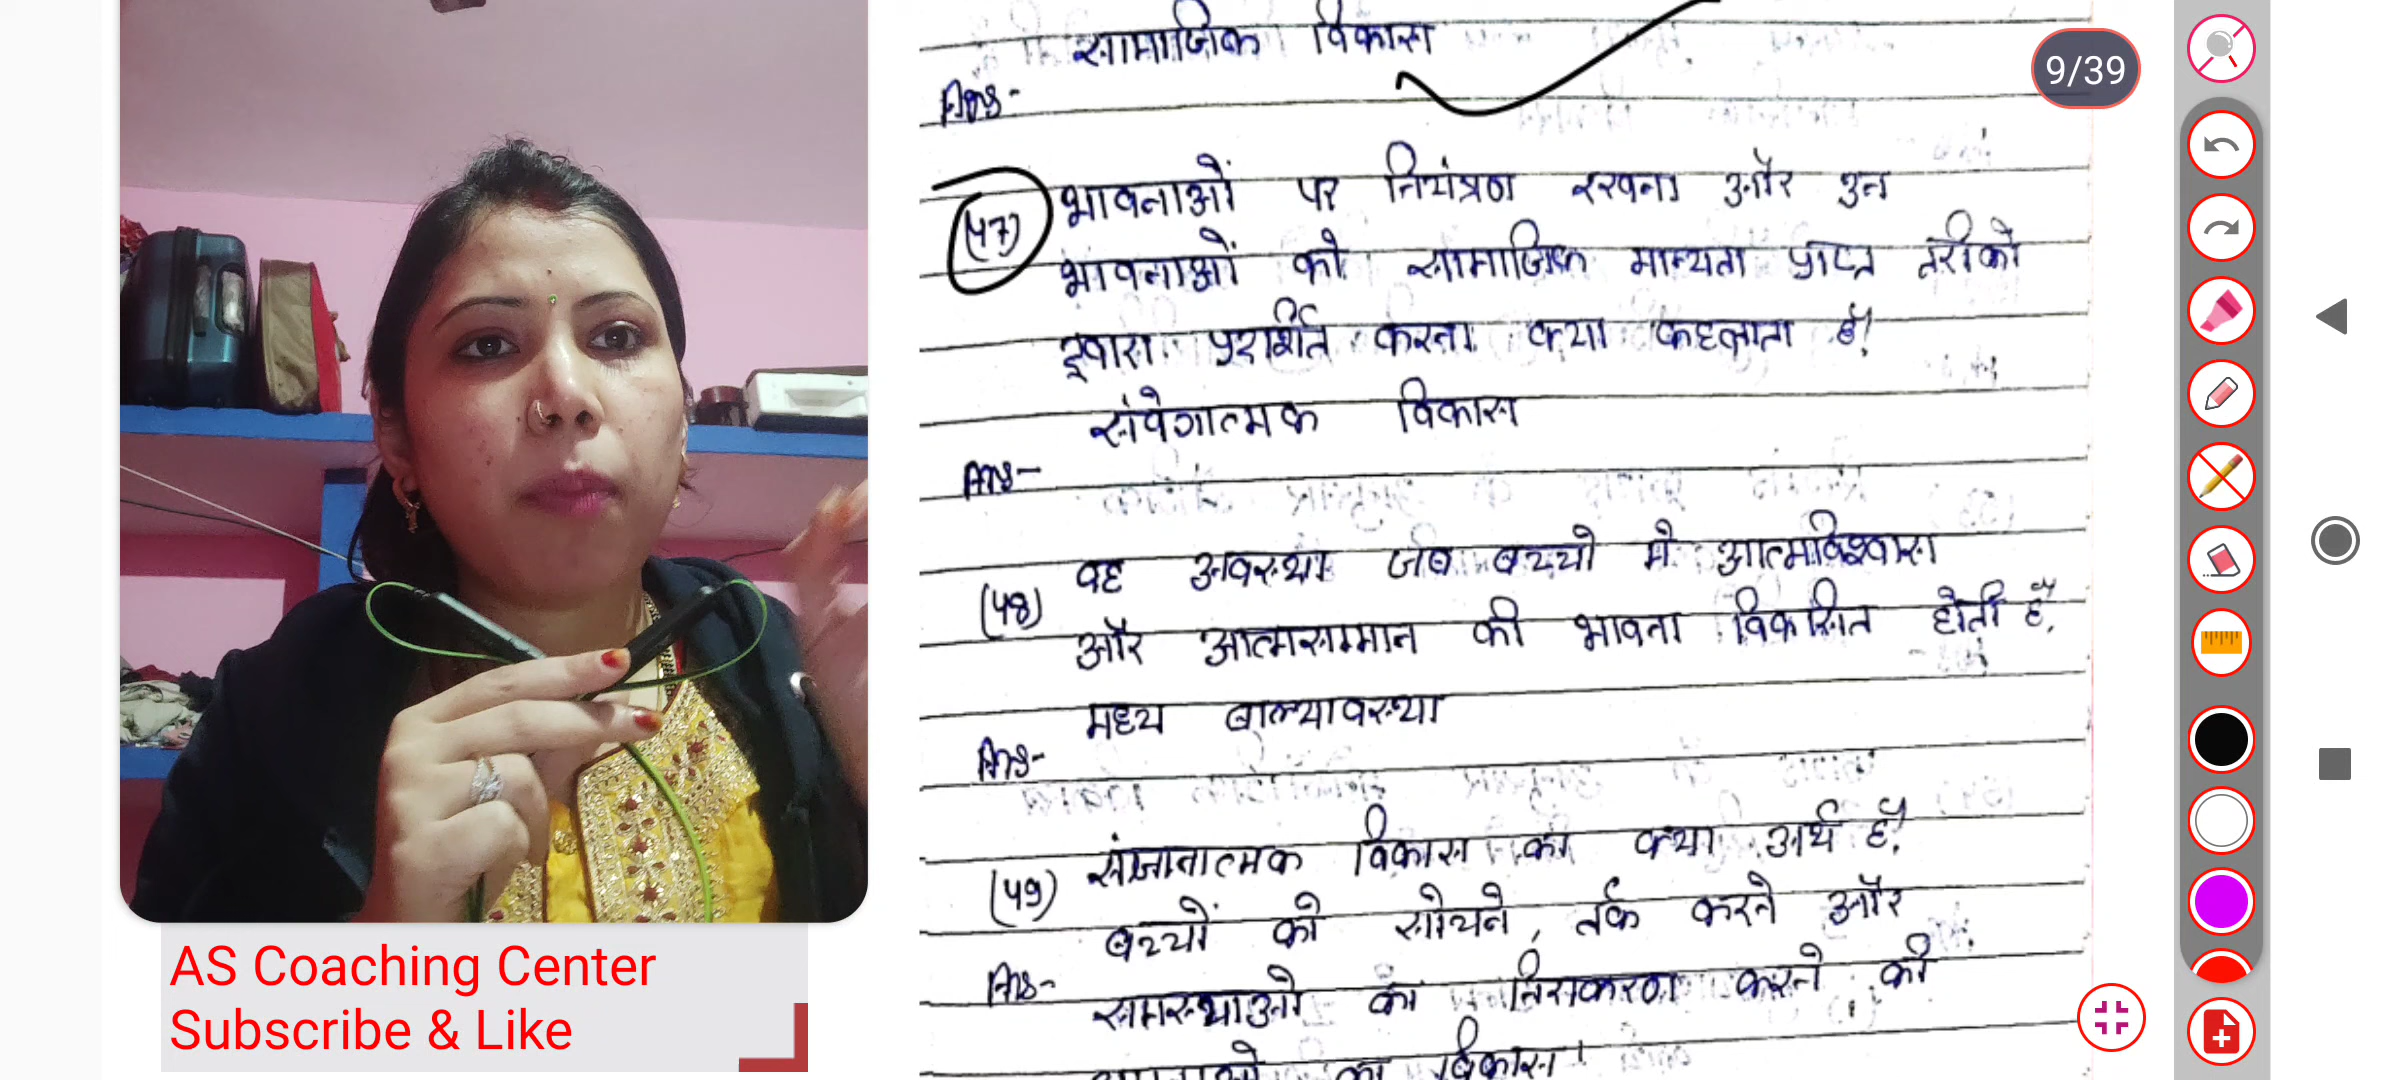 सामाजिक विकास
Ans-
9/39
(47) भावनाओं पर नियंत्रण रखना और उन
भावनाओं को सामाजिक मान्यता प्राप्त तरीको
द्वारा प्रदर्शित करना क्या कहलाता है?
संवेगात्मक विकास
Ans-
(48) वह अवस्था जब बच्चो मे आत्मविश्वास
और आत्मसम्मान की भावना विकसित होती है.
मध्य बाल्यावस्था
Ans-
(49) संज्ञानात्मक विकास का क्या अर्थ है.
बच्चों को सोचने, तर्क करने और
Ans- समस्याओ का निराकरण करने की
विकास।
AS Coaching Center
Subscribe & Like